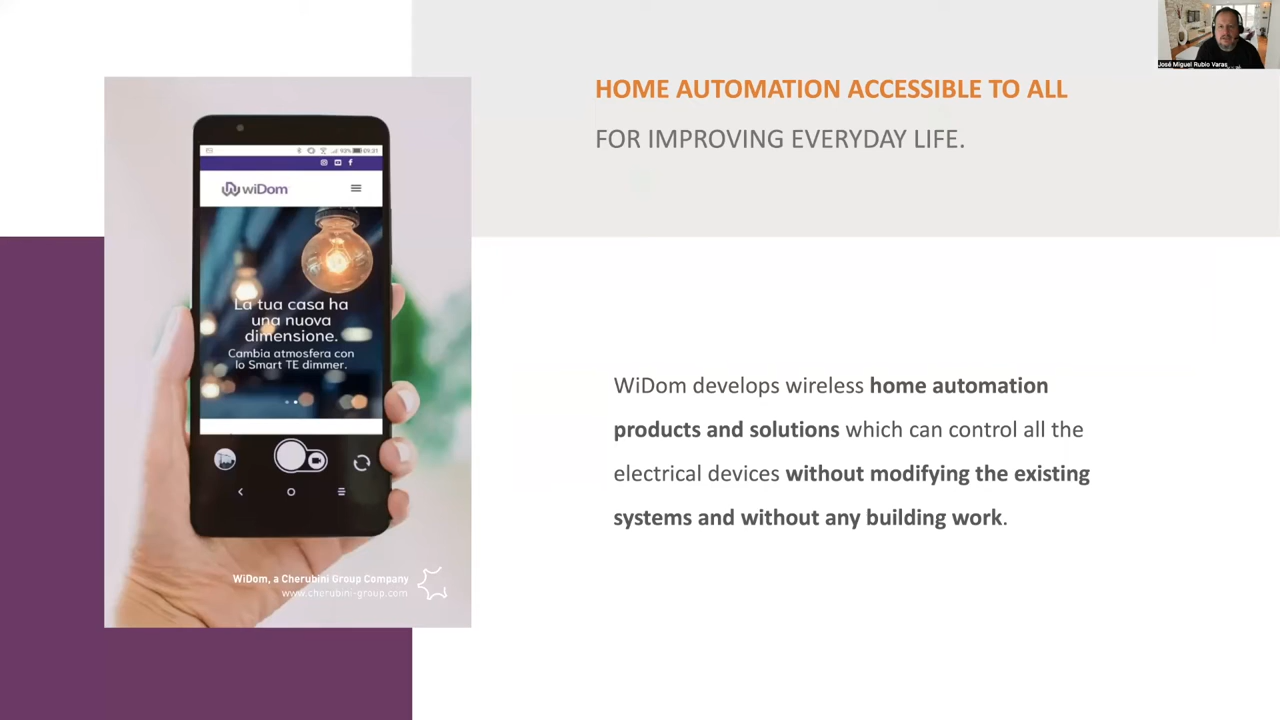 José Miguel Rubio Varas
HOME AUTOMATION ACCESSIBLE TO ALL
FOR IMPROVING EVERYDAY LIFE.
93% 09:31
wiDom
La tua casa ha
una nuova
dimensione.
Cambia atmosfera con
lo Smart TE dimmer.
WiDom, a Cherubini Group Company
www.cherubini-group.com
WiDom develops wireless home automation
products and solutions which can control all the
electrical devices without modifying the existing
systems and without any building work.